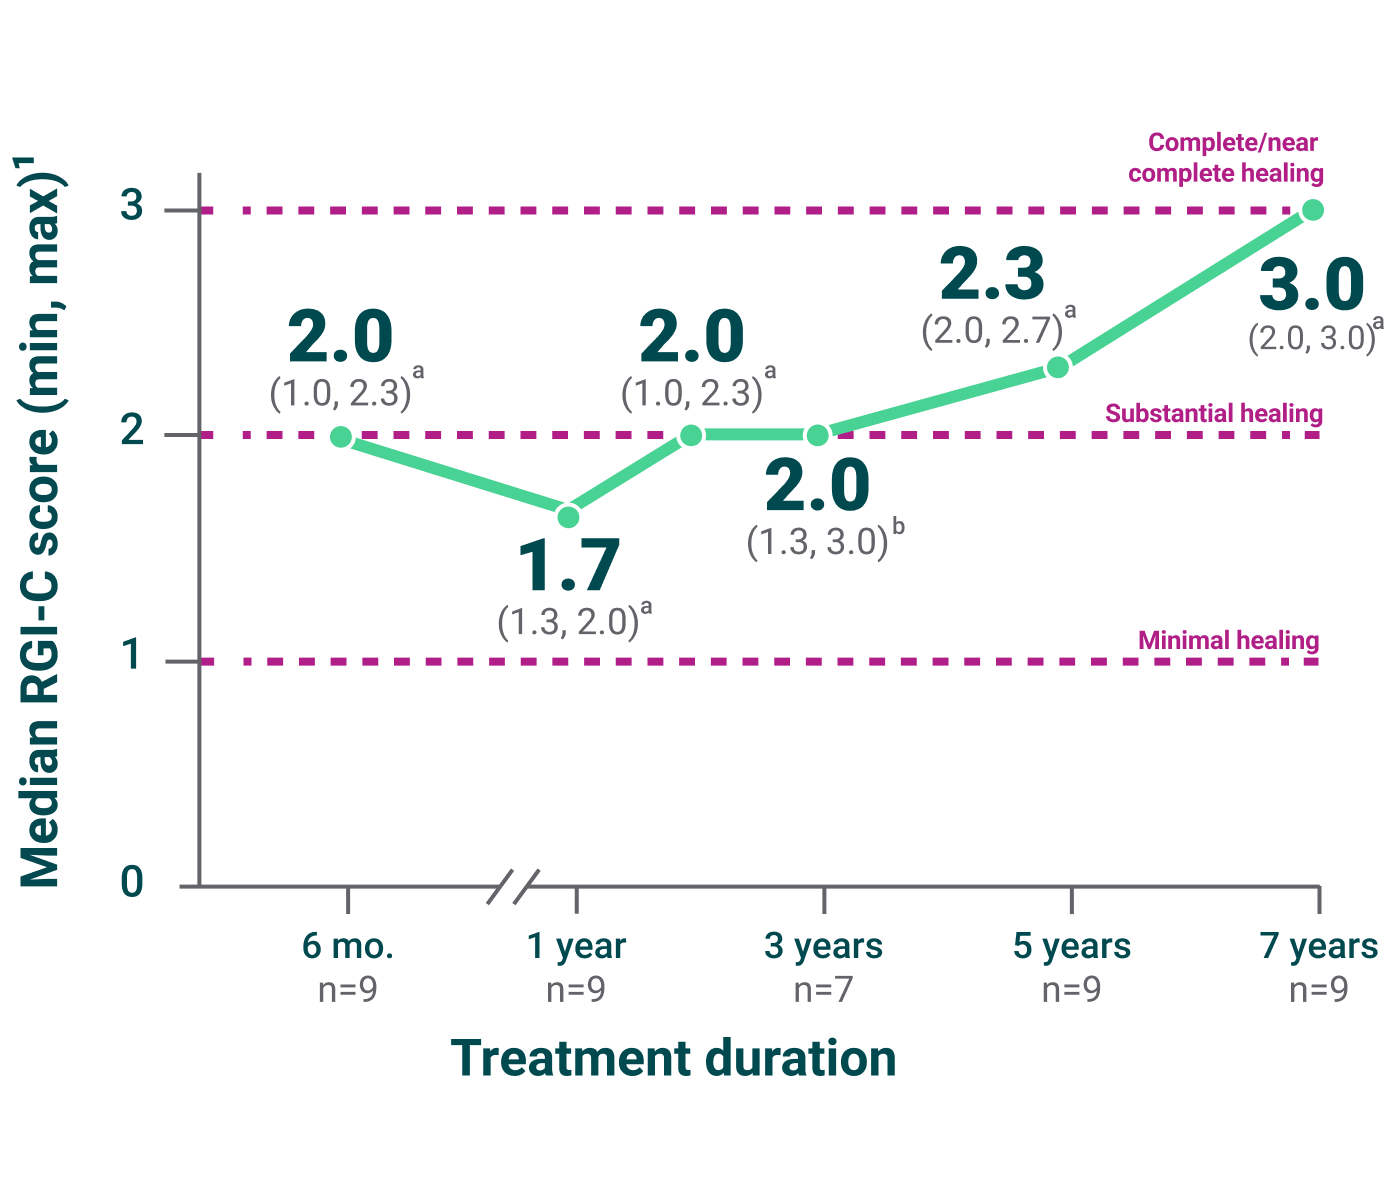 Median RGI-C score (min, max)¹
Complete/near
complete healing
3
2.3
(2.0, 2.7)ᵃ
3.0
(2.0, 3.0)ᵃ
2.0
(1.0, 2.3)ᵃ
2.0
(1.0, 2.3)ᵃ
2
Substantial healing
2.0
(1.3, 3.0)ᵇ
1.7
(1.3, 2.0)ᵃ
1
Minimal healing
0
6 mo. 1 year 3 years 5 years 7 years
n=9 n=9 n=7 n=9 n=9
Treatment duration